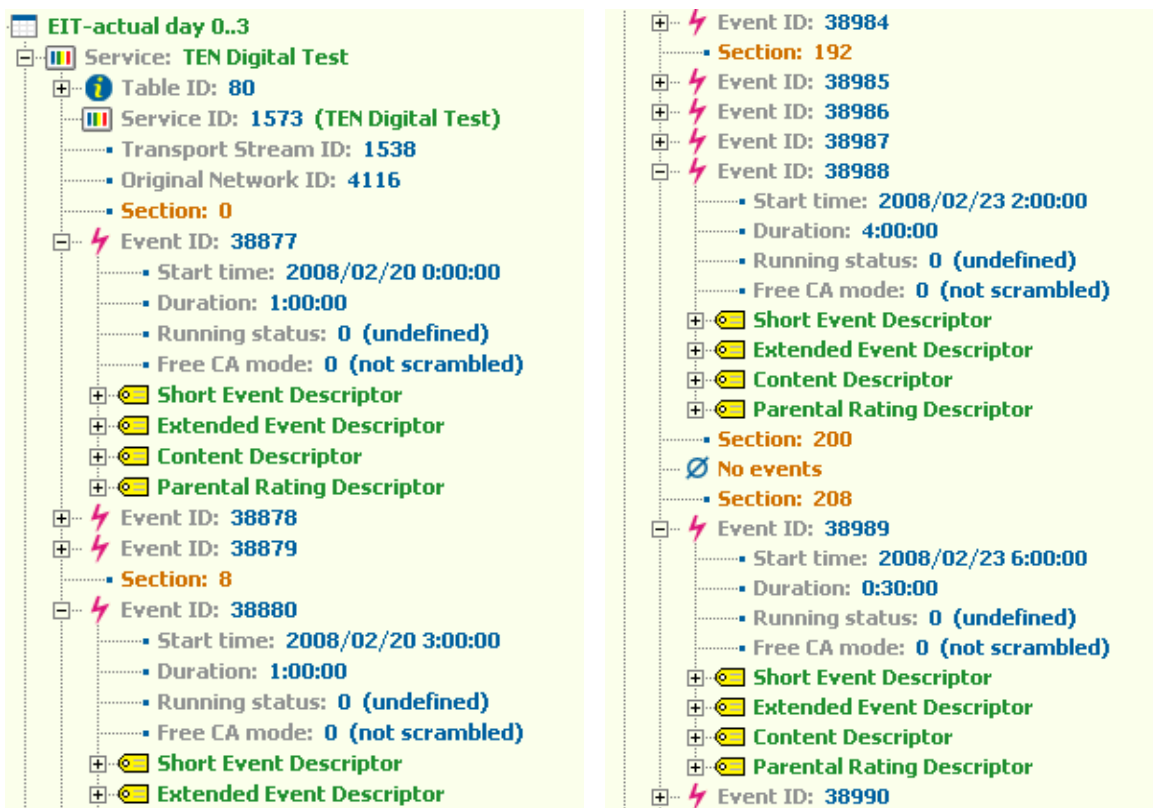 EIT-actual day 0..3
Service: TEN Digital Test
Table ID: 80
Service ID: 1573 (TEN Digital Test)
Transport Stream ID: 1538
Original Network ID: 4116
Section: 0
Event ID: 38877
Start time: 2008/02/20 0:00:00
Duration: 1:00:00
Running status: 0 (undefined)
Free CA mode: 0 (not scrambled)
Short Event Descriptor
Extended Event Descriptor
Content Descriptor
Parental Rating Descriptor
Event ID: 38878
Event ID: 38879
Section: 8
Event ID: 38880
Start time: 2008/02/20 3:00:00
Duration: 1:00:00
Running status: 0 (undefined)
Free CA mode: 0 (not scrambled)
Short Event Descriptor
Extended Event Descriptor
Event ID: 38984
Section: 192
Event ID: 38985
Event ID: 38986
Event ID: 38987
Event ID: 38988
Start time: 2008/02/23 2:00:00
Duration: 4:00:00
Running status: 0 (undefined)
Free CA mode: 0 (not scrambled)
Short Event Descriptor
Extended Event Descriptor
Content Descriptor
Parental Rating Descriptor
Section: 200
No events
Section: 208
Event ID: 38989
Start time: 2008/02/23 6:00:00
Duration: 0:30:00
Running status: 0 (undefined)
Free CA mode: 0 (not scrambled)
Short Event Descriptor
Extended Event Descriptor
Content Descriptor
Parental Rating Descriptor
Event ID: 38990